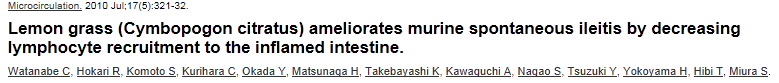 Microcirculation. 2010 Jul;17(5):321-32.
Lemon grass (Cymbopogon citratus) ameliorates murine spontaneous ileitis by decreasing
lymphocyte recruitment to the inflamed intestine.
Watanabe C, Hokari R, Komoto S, Kurihara C, Okada Y, Matsunaga H, Takebayashi K, Kawaguchi A, Nagao S, Tsuzuki Y, Yokoyama H, Hibi T, Miura S.